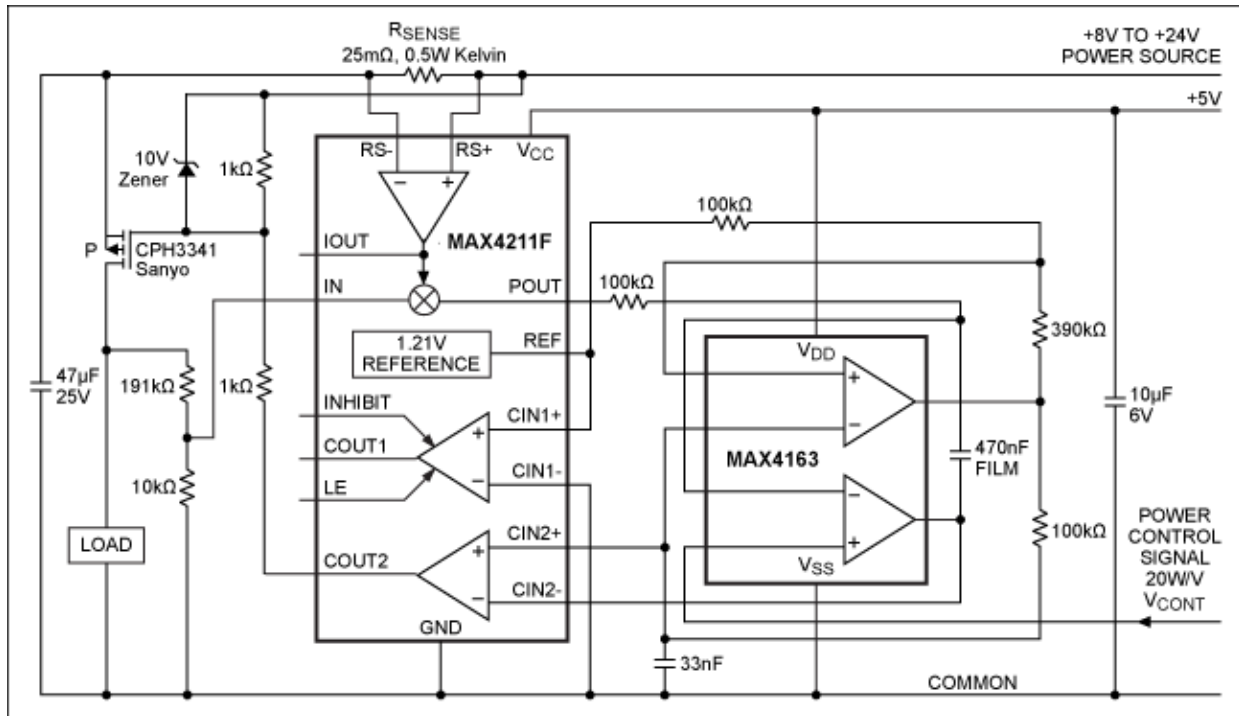 RSENSE
25mΩ, 0.5W Kelvin
+8V TO +24V
POWER SOURCE
+5V
RS-
RS+
VCC
10V
Zener
1kΩ
100kΩ
P
CPH3341
Sanyo
IOUT
MAX4211F
IN
POUT
100kΩ
390kΩ
1.21V
REFERENCE
REF
VDD
+
-
47µF
25V
191kΩ
1kΩ
INHIBIT
CIN1+
COUT1
CIN1-
LE
MAX4163
470nF
FILM
10µF
6V
10kΩ
100kΩ
LOAD
COUT2
CIN2+
CIN2-
VSS
POWER
CONTROL
SIGNAL
20W/V
VCONT
GND
33nF
COMMON